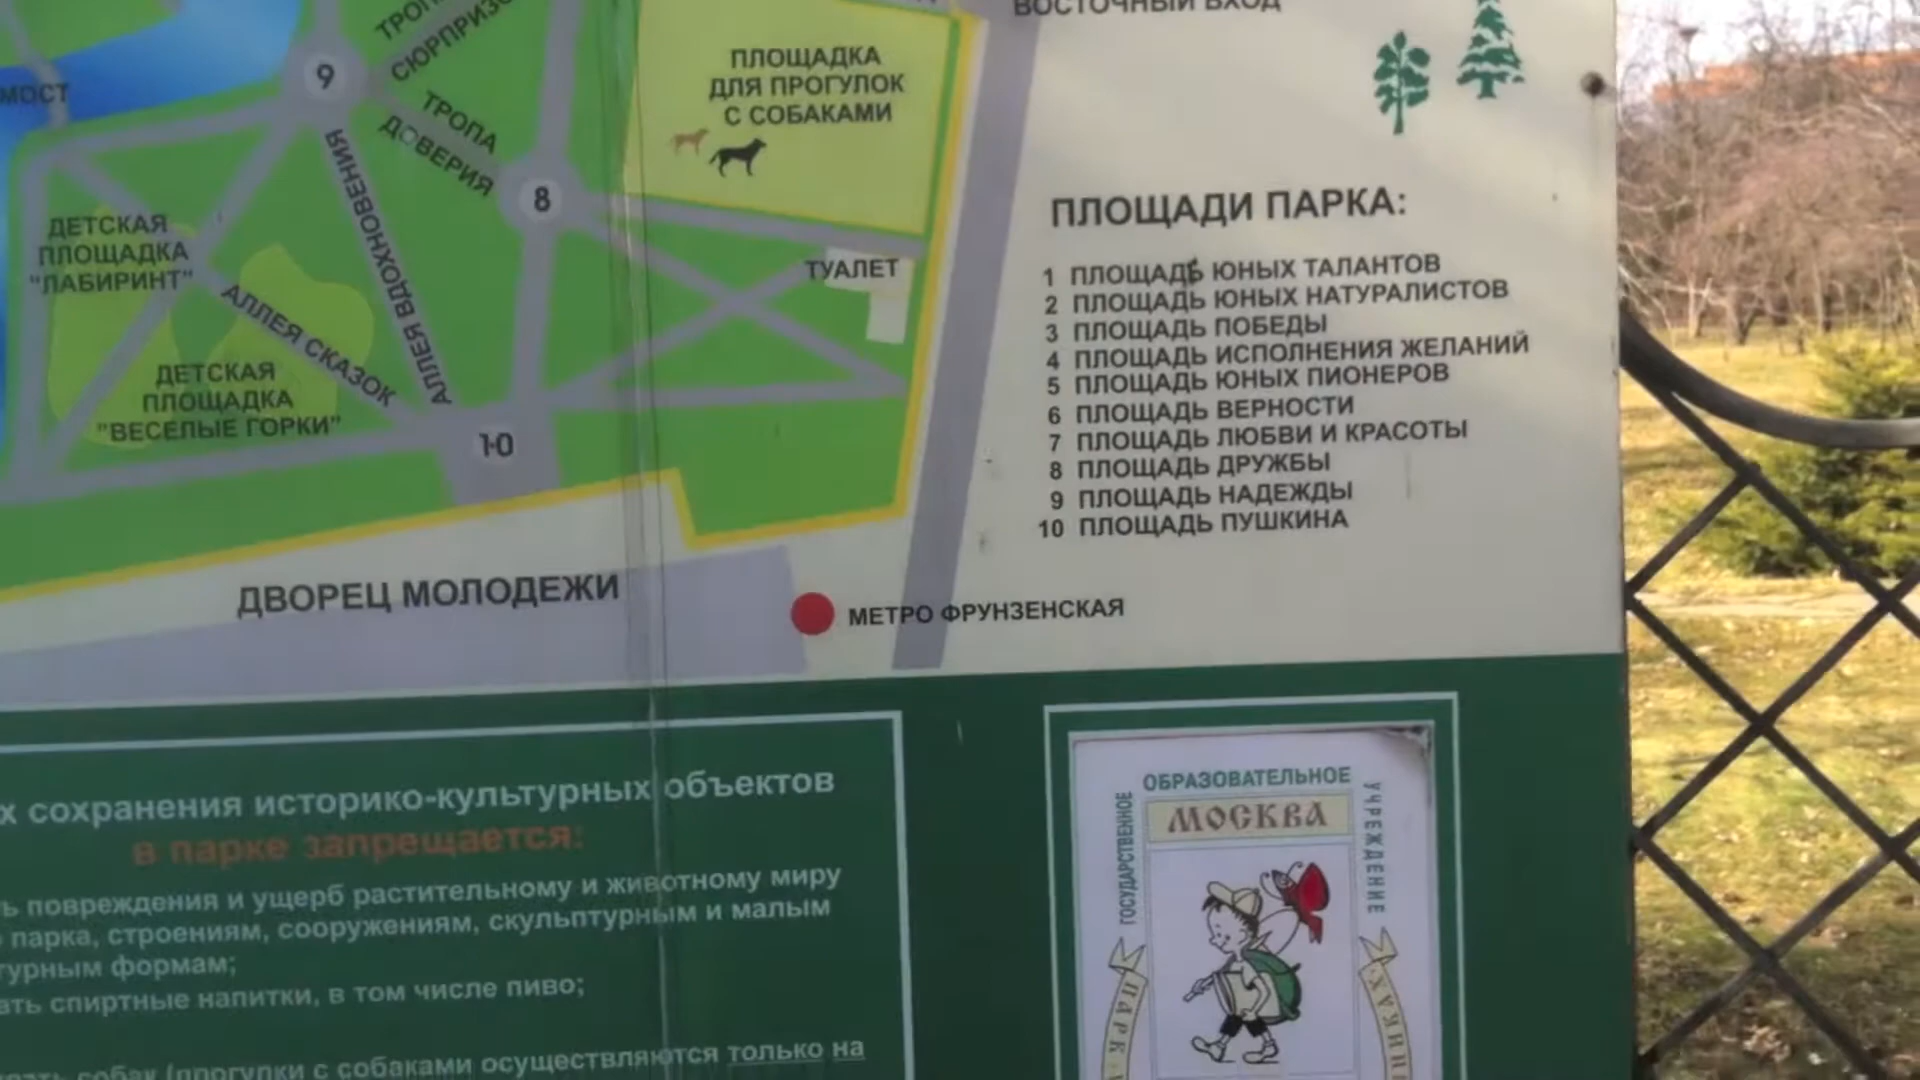 ВОСТОЧНЫЙ ВХОД
МОСТ
9
СЮРПРИЗОВ
ТРОПА
ДОВЕРИЯ
8
ПЛОЩАДКА
ДЛЯ ПРОГУЛОК
С СОБАКАМИ
АЛЛЕЯ ВДОХНОВЕНИЯ
ДЕТСКАЯ
ПЛОЩАДКА
"ЛАБИРИНТ"
АЛЛЕЯ СКАЗОК
ТУАЛЕТ
ДЕТСКАЯ
ПЛОЩАДКА
"ВЕСЕЛЫЕ ГОРКИ"
10
ДВОРЕЦ МОЛОДЕЖИ
МЕТРО ФРУНЗЕНСКАЯ
ПЛОЩАДИ ПАРКА:
1 ПЛОЩАДЬ ЮНЫХ ТАЛАНТОВ
2 ПЛОЩАДЬ ЮНЫХ НАТУРАЛИСТОВ
3 ПЛОЩАДЬ ПОБЕДЫ
4 ПЛОЩАДЬ ИСПОЛНЕНИЯ ЖЕЛАНИЙ
5 ПЛОЩАДЬ ЮНЫХ ПИОНЕРОВ
6 ПЛОЩАДЬ ВЕРНОСТИ
7 ПЛОЩАДЬ ЛЮБВИ И КРАСОТЫ
8 ПЛОЩАДЬ ДРУЖБЫ
9 ПЛОЩАДЬ НАДЕЖДЫ
10 ПЛОЩАДЬ ПУШКИНА
х сохранения историко-культурных объектов
в парке запрещается:
ь повреждения и ущерб растительному и животному миру
парка, строениям, сооружениям, скульптурным и малым
турным формам;
ать спиртные напитки, в том числе пиво;
собак (прогулки с собаками осуществляются только на
ГОСУДАРСТВЕННОЕ
ОБРАЗОВАТЕЛЬНОЕ
УЧРЕЖДЕНИЕ
МОСКВА
ПАРК